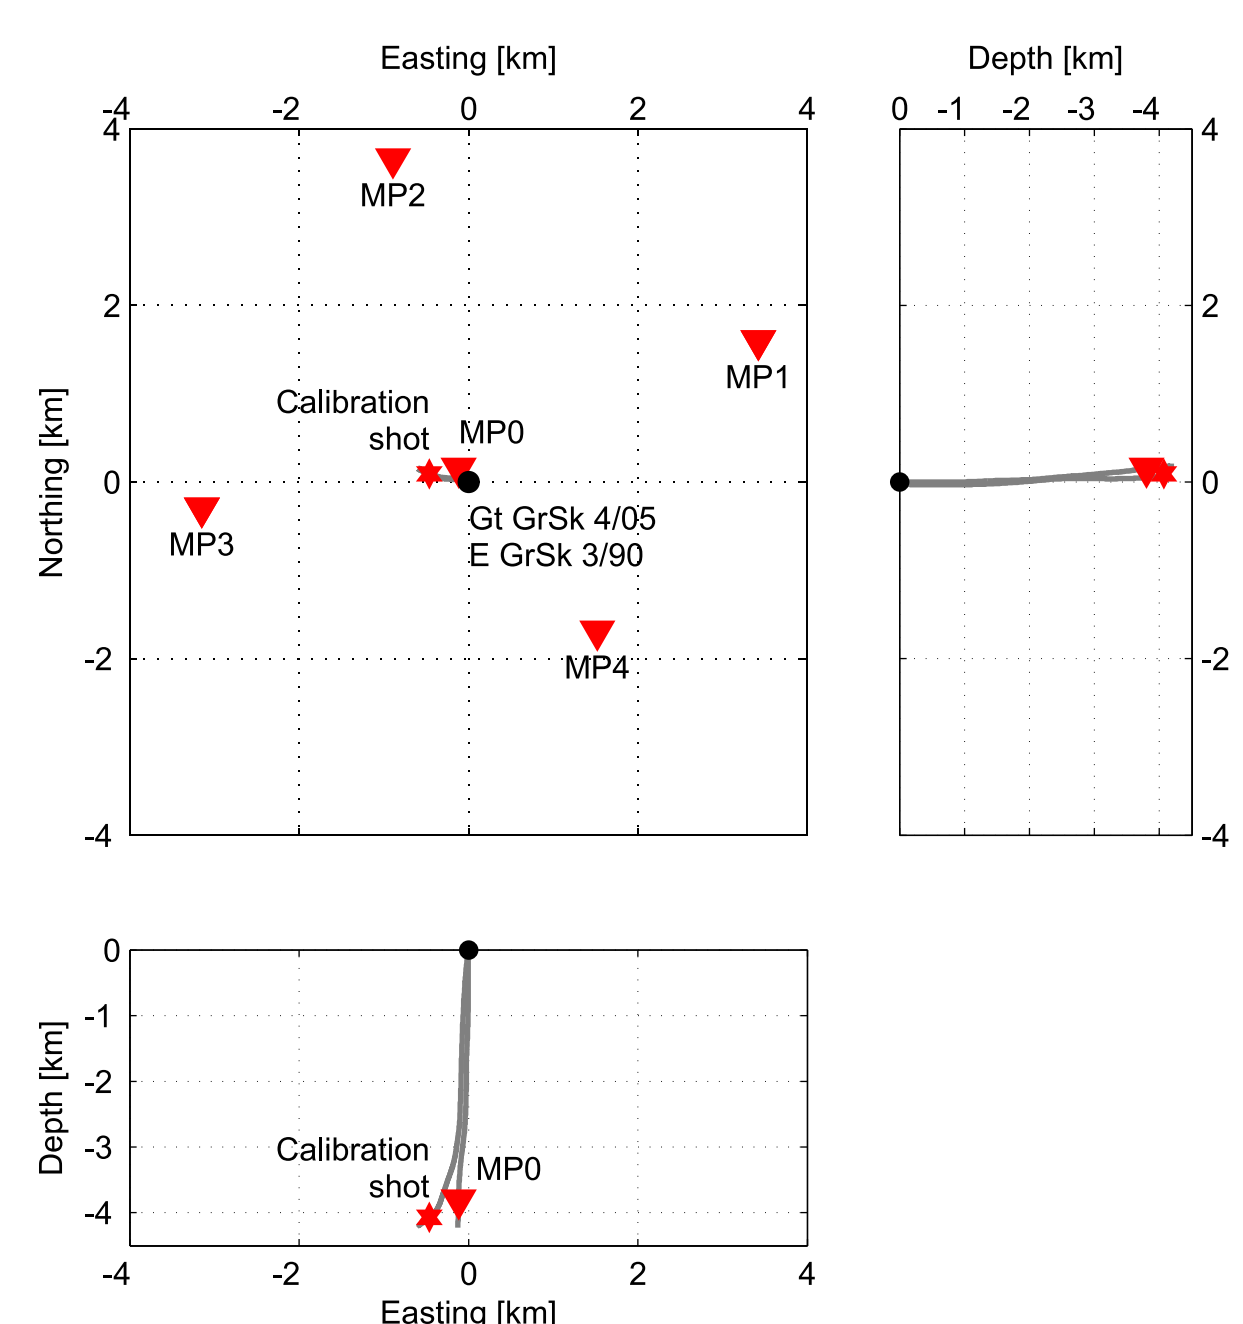 Easting [km]
Depth [km]
-4 -2 0 2 4
0 -1 -2 -3 -4
4
2
0
-2
-4
Northing [km]
MP2
MP1
Calibration
shot
MP0
MP3
Gt GrSk 4/05
E GrSk 3/90
MP4
4
2
0
-2
-4
0
-1
-2
-3
-4
Depth [km]
Calibration
shot
MP0
-4 -2 0 2 4
Easting [km]